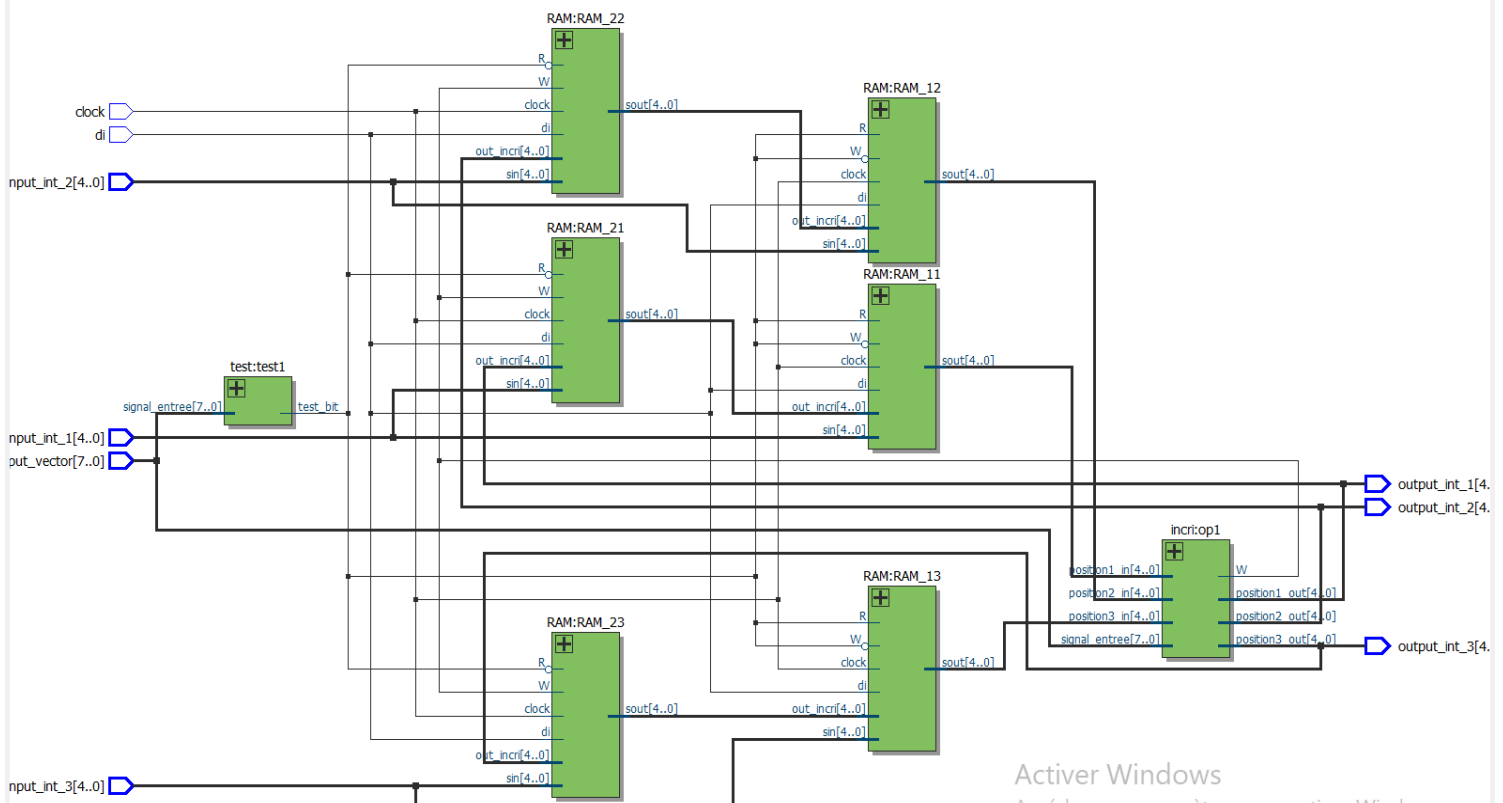 RAM:RAM_22
R
W
clock
di
out_incri[4..0]
sin[4..0]
sout[4..0]
clock
di
nput_int_2[4..0]
RAM:RAM_12
R
W
clock
di
out_incri[4..0]
sin[4..0]
sout[4..0]
RAM:RAM_21
R
W
clock
di
out_incri[4..0]
sin[4..0]
sout[4..0]
RAM:RAM_11
R
W
clock
di
out_incri[4..0]
sin[4..0]
sout[4..0]
test:test1
signal_entree[7..0]
test_bit
nput_int_1[4..0]
put_vector[7..0]
output_int_1[4.
output_int_2[4.
incri:op1
position1_in[4..0]
position2_in[4..0]
position3_in[4..0]
signal_entree[7..0]
W
position1_out[4..0]
position2_out[4..0]
position3_out[4..0]
output_int_3[4.
RAM:RAM_13
R
W
clock
di
out_incri[4..0]
sin[4..0]
sout[4..0]
RAM:RAM_23
R
W
clock
di
out_incri[4..0]
sin[4..0]
sout[4..0]
nput_int_3[4..0]
Activer Windows